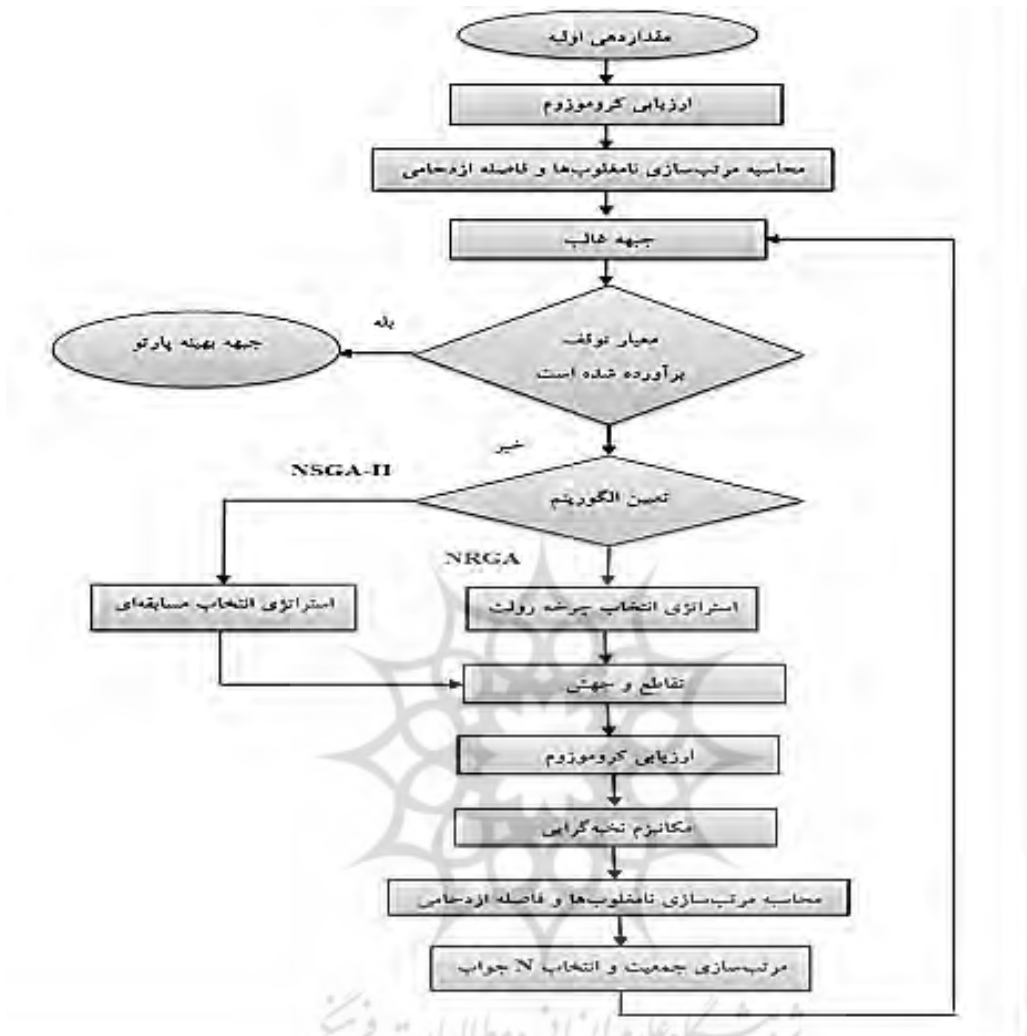 مقداردهی اولیه
ارزیابی کروموزوم
محاسبه مرتب‌سازی نامغلوب‌ها و فاصله ازدحامی
جبهه غالب
معیار توقف
برآورده شده است
بله
جبهه بهینه پارتو
خیر
تعیین الگوریتم
NSGA-II
NRGA
استراتژی انتخاب چرخه رولت
استراتژی انتخاب مسابقه‌ای
تقاطع و جهش
ارزیابی کروموزوم
مکانیزم نخبه‌گرایی
محاسبه مرتب‌سازی نامغلوب‌ها و فاصله ازدحامی
مرتب‌سازی جمعیت و انتخاب N جواب